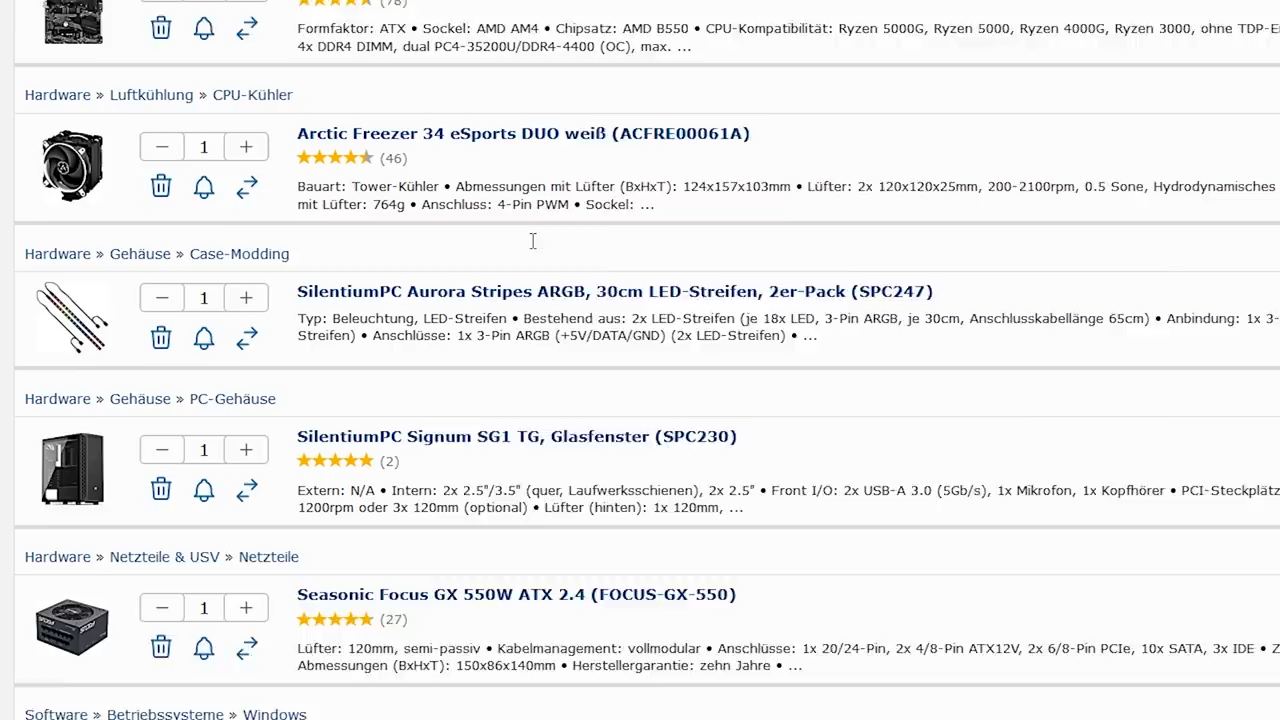 (78)
Formfaktor: ATX • Sockel: AMD AM4 • Chipsatz: AMD B550 • CPU-Kompatibilität: Ryzen 5000G, Ryzen 5000, Ryzen 4000G, Ryzen 3000, ohne TDP-E
4x DDR4 DIMM, dual PC4-35200U/DDR4-4400 (OC), max. ...
Hardware » Luftkühlung » CPU-Kühler
Arctic Freezer 34 eSports DUO weiß (ACFRE00061A)
− 1 +
(46)
Bauart: Tower-Kühler • Abmessungen mit Lüfter (BxHxT): 124x157x103mm • Lüfter: 2x 120x120x25mm, 200-2100rpm, 0.5 Sone, Hydrodynamisches
mit Lüfter: 764g • Anschluss: 4-Pin PWM • Sockel: ...
Hardware » Gehäuse » Case-Modding
SilentiumPC Aurora Stripes ARGB, 30cm LED-Streifen, 2er-Pack (SPC247)
− 1 +
Typ: Beleuchtung, LED-Streifen • Bestehend aus: 2x LED-Streifen (je 18x LED, 3-Pin ARGB, je 30cm, Anschlusskabellänge 65cm) • Anbindung: 1x 3-
Streifen) • Anschlüsse: 1x 3-Pin ARGB (+5V/DATA/GND) (2x LED-Streifen) • ...
Hardware » Gehäuse » PC-Gehäuse
SilentiumPC Signum SG1 TG, Glasfenster (SPC230)
− 1 +
(2)
Extern: N/A • Intern: 2x 2.5"/3.5" (quer, Laufwerksschienen), 2x 2.5" • Front I/O: 2x USB-A 3.0 (5Gb/s), 1x Mikrofon, 1x Kopfhörer • PCI-Steckplätz
1200rpm oder 3x 120mm (optional) • Lüfter (hinten): 1x 120mm, ...
Hardware » Netzteile & USV » Netzteile
Seasonic Focus GX 550W ATX 2.4 (FOCUS-GX-550)
− 1 +
(27)
Lüfter: 120mm, semi-passiv • Kabelmanagement: vollmodular • Anschlüsse: 1x 20/24-Pin, 2x 4/8-Pin ATX12V, 2x 6/8-Pin PCIe, 10x SATA, 3x IDE • Z
Abmessungen (BxHxT): 150x86x140mm • Herstellergarantie: zehn Jahre • ...
Software » Betriebssysteme » Windows